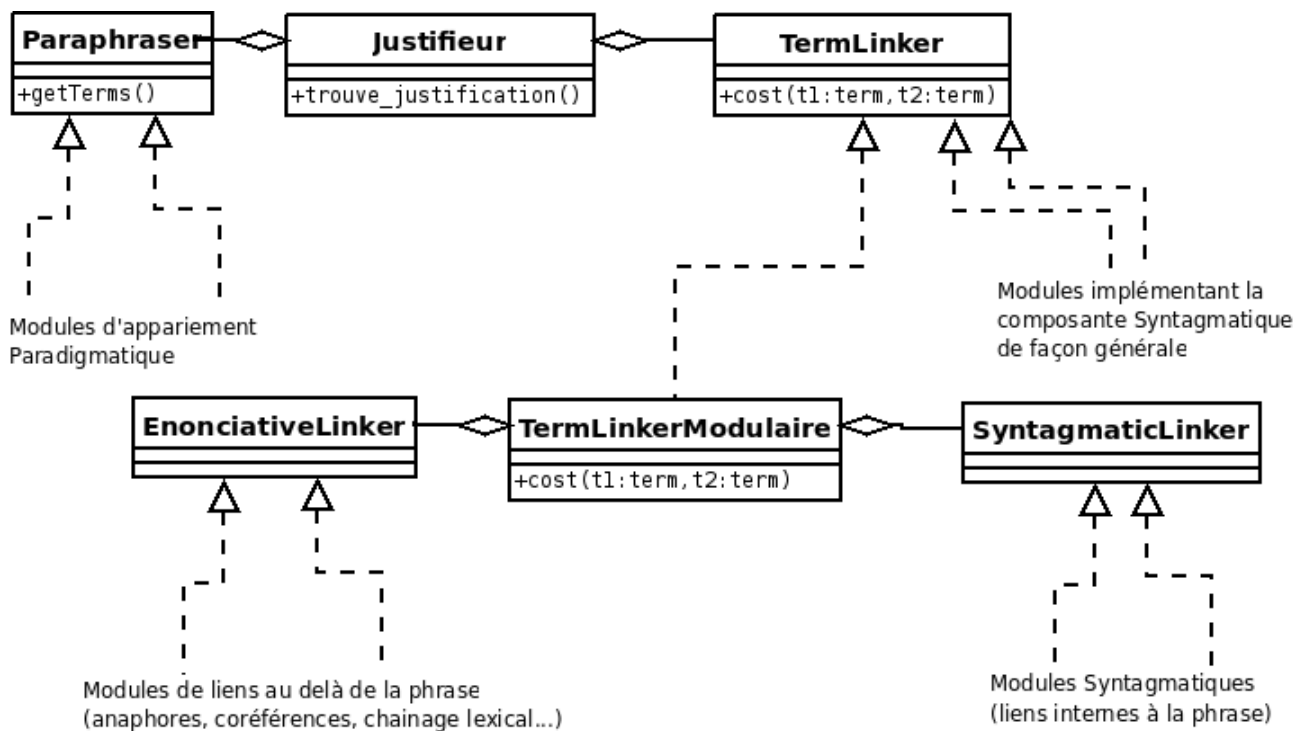 Paraphraser
+getTerms()
Justifieur
+trouve_justification()
TermLinker
+cost(t1:term,t2:term)
Modules d'appariement
Paradigmatique
Modules implémentant la
composante Syntagmatique
de façon générale
EnonciativeLinker
TermLinkerModulaire
+cost(t1:term,t2:term)
SyntagmaticLinker
Modules de liens au delà de la phrase
(anaphores, coréférences, chainage lexical...)
Modules Syntagmatiques
(liens internes à la phrase)